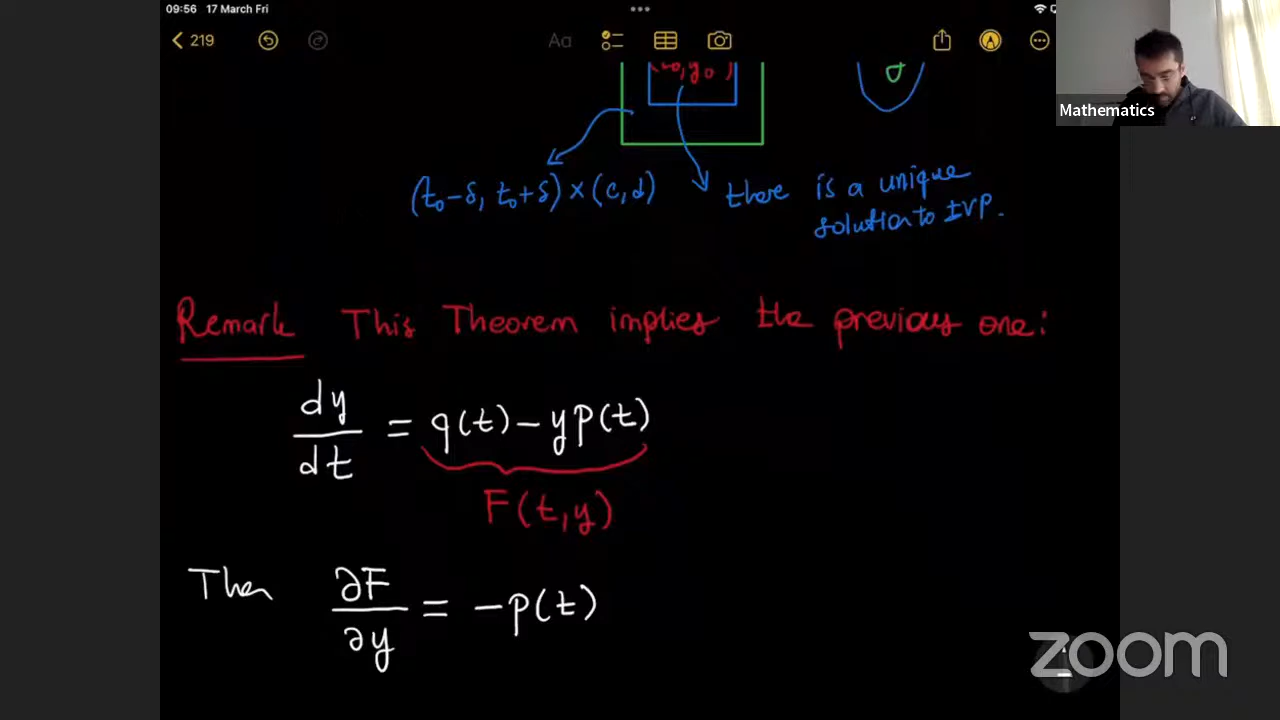 09:56 17 March Fri
219
Aa
Mathematics
(t₀-δ, t₀+δ) × (c,d)
there is a unique
solution to IVP.
Remark This Theorem implies the previous one:
dy/dt = q(t) - yp(t)
F(t,y)
Then ∂F/∂y = -p(t)
zoom